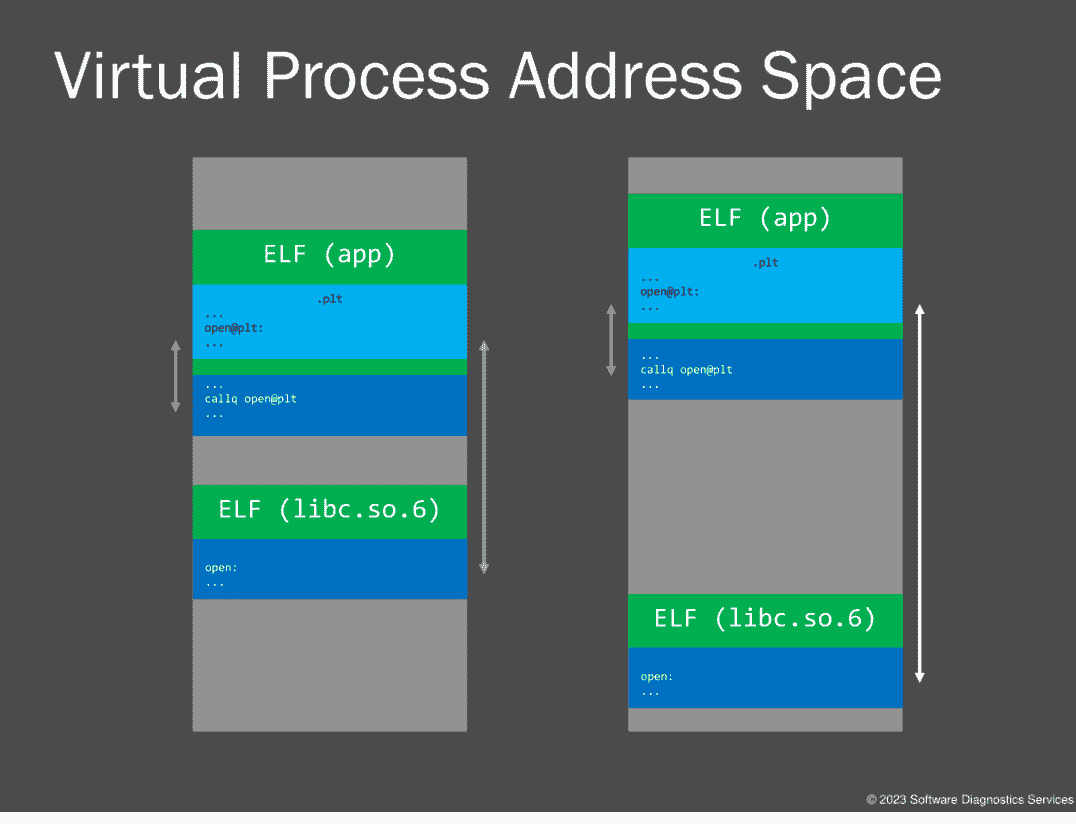 Virtual Process Address Space
ELF (app)
.plt
...
open@plt:
...
...
callq open@plt
...
ELF (libc.so.6)
open:
...
ELF (app)
.plt
...
open@plt:
...
...
callq open@plt
...
ELF (libc.so.6)
open:
...
© 2023 Software Diagnostics Services